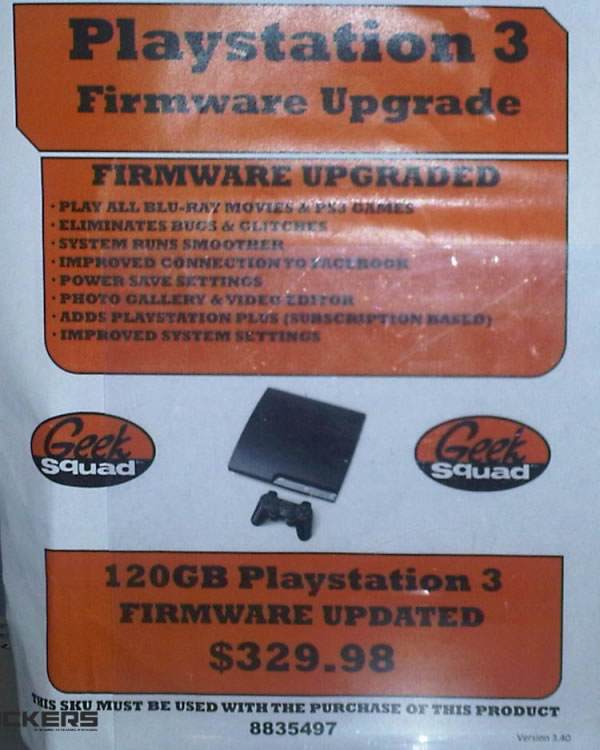 Playstation 3
Firmware Upgrade
FIRMWARE UPGRADED
· PLAY ALL BLU-RAY MOVIES & PS3 GAMES
· ELIMINATES BUGS & GLITCHES
· SYSTEM RUNS SMOOTHER
· IMPROVED CONNECTION TO FACEBOOK
· POWER SAVE SETTINGS
· PHOTO GALLERY & VIDEO EDITOR
· ADDS PLAYSTATION PLUS (SUBSCRIPTION BASED)
· IMPROVED SYSTEM SETTINGS
Geek
Squad
Geek
Squad
120GB Playstation 3
FIRMWARE UPDATED
$329.98
THIS SKU MUST BE USED WITH THE PURCHASE OF THIS PRODUCT
CKERS
8835497
Version 3.40